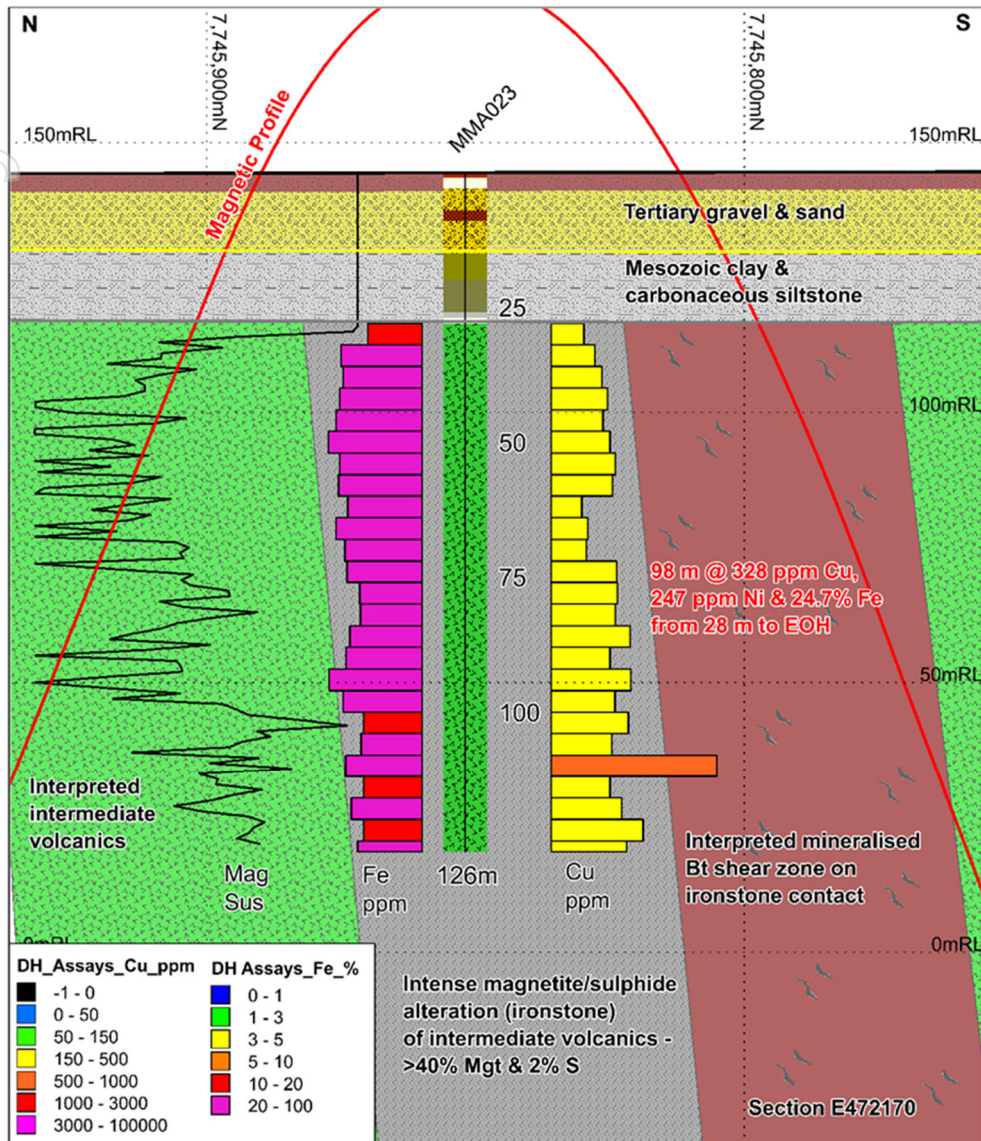 N
S
7,745,900mN
7,745,800mN
MMA023
150mRL
150mRL
Magnetic Profile
Tertiary gravel & sand
Mesozoic clay &
carbonaceous siltstone
25
100mRL
50
75
98 m @ 328 ppm Cu,
247 ppm Ni & 24.7% Fe
from 28 m to EOH
50mRL
100
Interpreted
intermediate
volcanics
Interpreted mineralised
Bt shear zone on
ironstone contact
Mag
Sus
Fe
ppm
126m
Cu
ppm
0mRL
0mRL
DH_Assays_Cu_ppm
-1 - 0
0 - 50
50 - 150
150 - 500
500 - 1000
1000 - 3000
3000 - 100000
DH Assays_Fe_%
0 - 1
1 - 3
3 - 5
5 - 10
10 - 20
20 - 100
Intense magnetite/sulphide
alteration (ironstone)
of intermediate volcanics -
>40% Mgt & 2% S
Section E472170